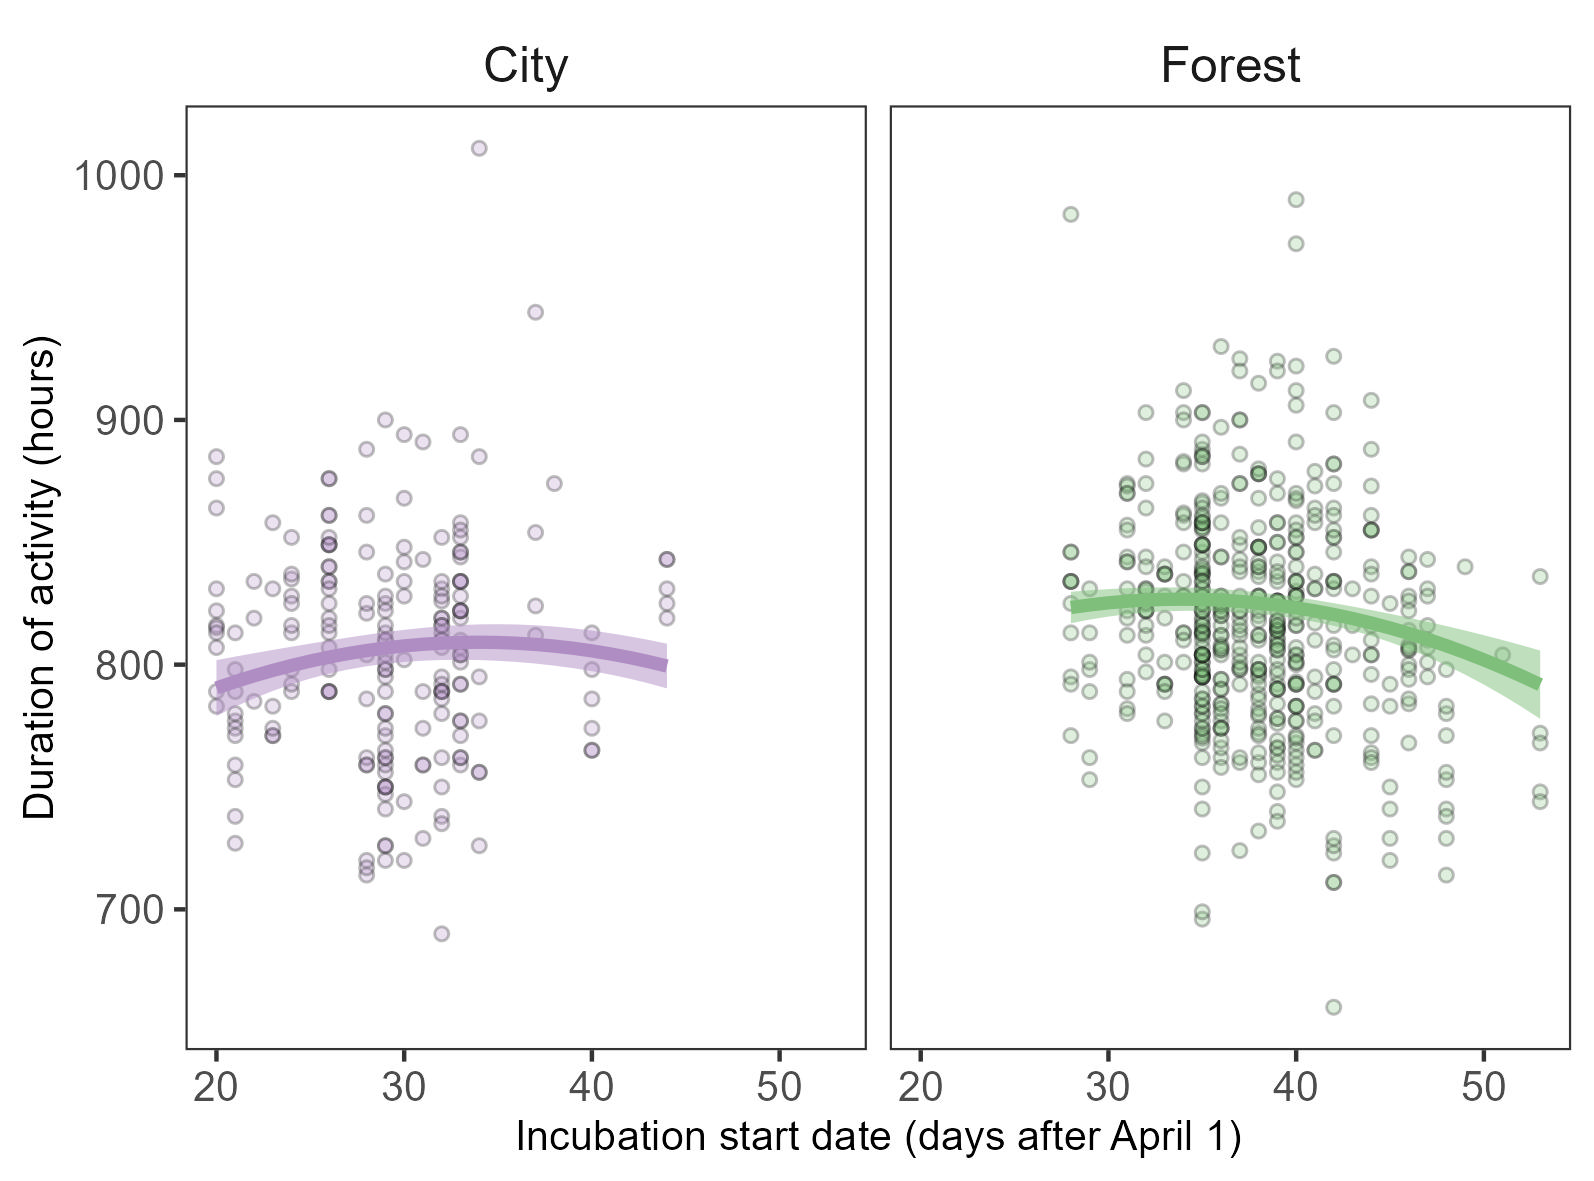 City
Forest
1000
900
800
700
20 30 40 50
20 30 40 50
Incubation start date (days after April 1)
Duration of activity (hours)